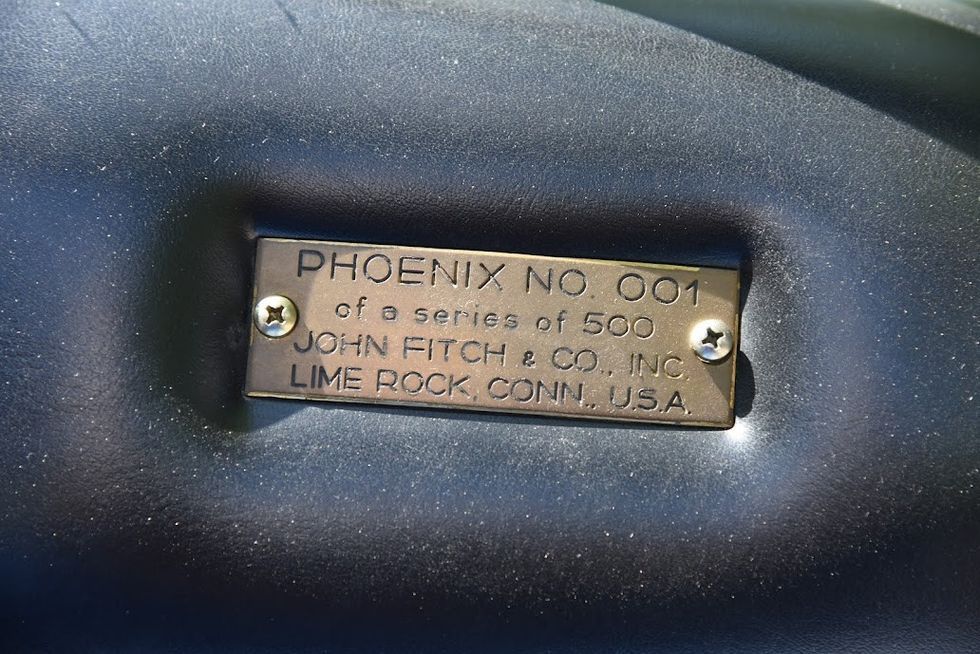 PHOENIX NO. 001
of a series of 500
JOHN FITCH & CO., INC.
LIME ROCK, CONN., U.S.A.